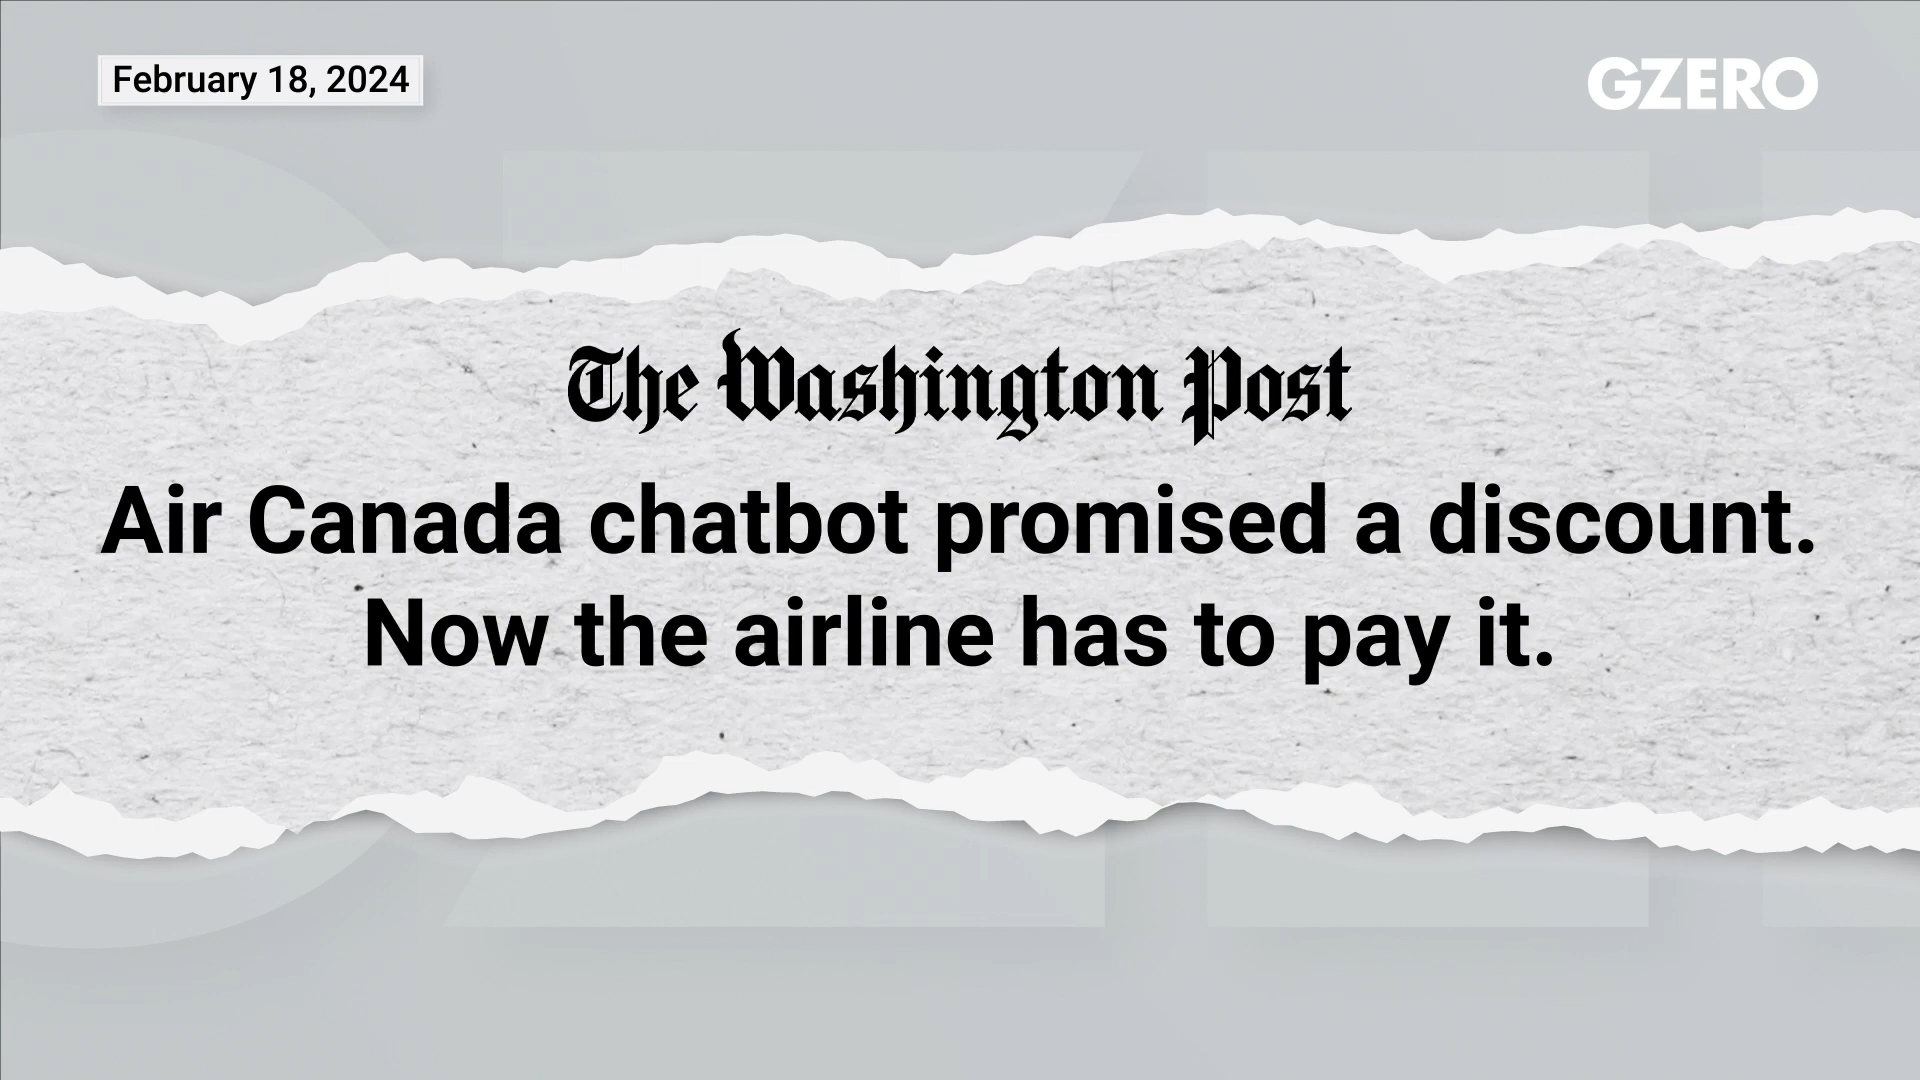 February 18, 2024
GZERO
The Washington Post
Air Canada chatbot promised a discount.
Now the airline has to pay it.